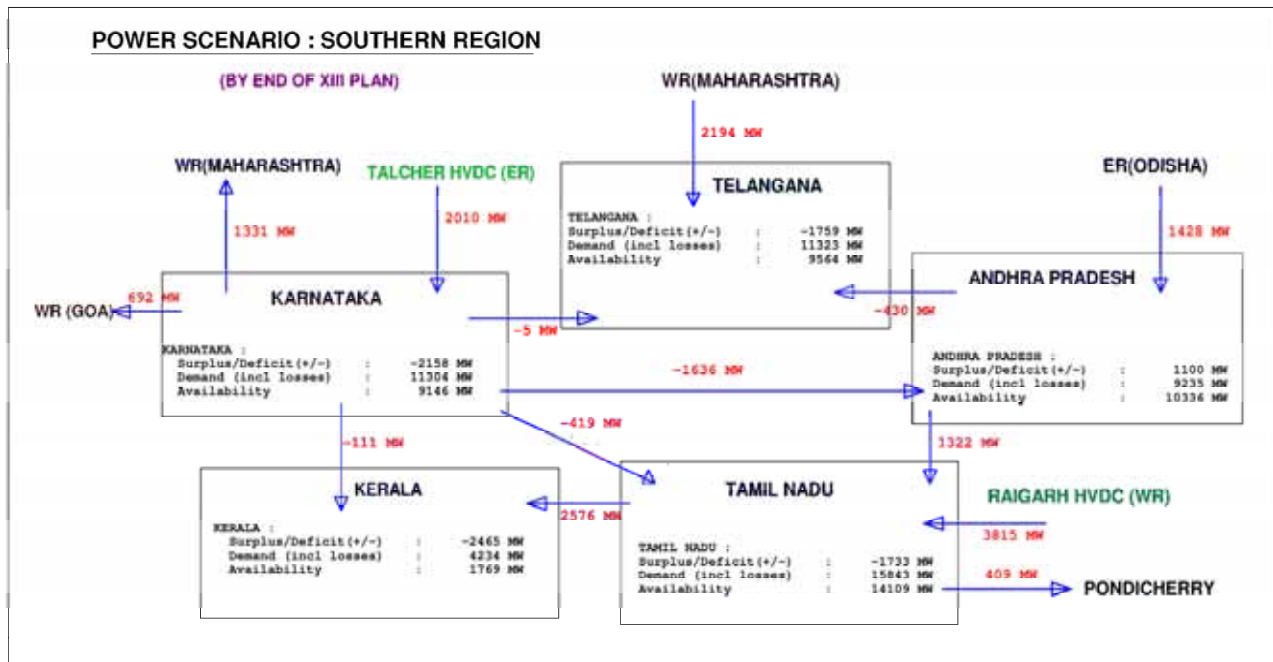 POWER SCENARIO : SOUTHERN REGION
(BY END OF XIII PLAN)
WR(MAHARASHTRA)
2194 MW
WR(MAHARASHTRA)
TALCHER HVDC (ER)
ER(ODISHA)
1331 MW
2010 MW
1428 MW
TELANGANA
TELANGANA :
Surplus/Deficit(+/-) : -1759 MW
Demand (incl losses) : 11323 MW
Availability : 9564 MW
692 MW
WR (GOA)
KARNATAKA
KARNATAKA :
Surplus/Deficit(+/-) : -2158 MW
Demand (incl losses) : 11304 MW
Availability : 9146 MW
-5 MW
-430 MW
ANDHRA PRADESH
ANDHRA PRADESH :
Surplus/Deficit(+/-) : 1100 MW
Demand (incl losses) : 9235 MW
Availability : 10336 MW
-1636 MW
-111 MW
-419 MW
1322 MW
KERALA
KERALA :
Surplus/Deficit(+/-) : -2465 MW
Demand (incl losses) : 4234 MW
Availability : 1769 MW
2576 MW
TAMIL NADU
TAMIL NADU :
Surplus/Deficit(+/-) : -1733 MW
Demand (incl losses) : 15843 MW
Availability : 14109 MW
RAIGARH HVDC (WR)
3815 MW
409 MW
PONDICHERRY